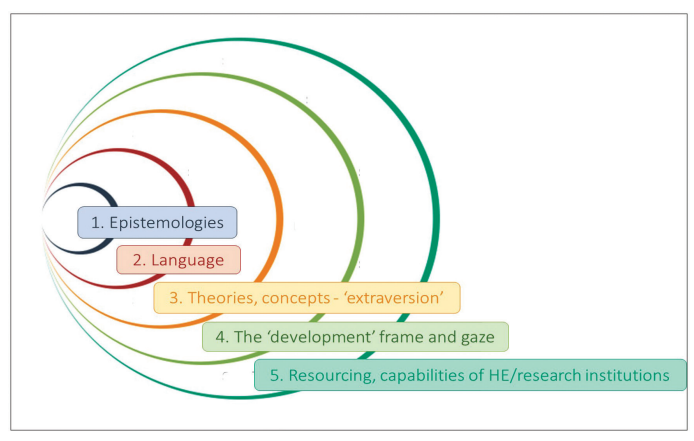 1. Epistemologies
2. Language
3. Theories, concepts - ‘extraversion’
4. The ‘development’ frame and gaze
5. Resourcing, capabilities of HE/research institutions